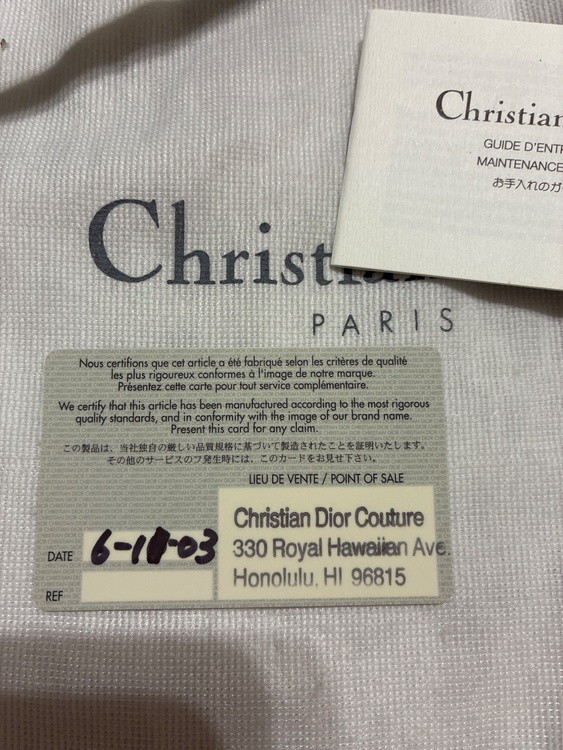 Christian
GUIDE D'ENTR
MAINTENANCE
お手入れのガ
Christian
PARIS
Nous certifions que cet article a été fabriqué selon les critères de qualité
les plus rigoureux conformes à l'image de notre marque.
Présentez cette carte pour tout service complémentaire.
We certify that this article has been manufactured according to the most rigorous
quality standards, and in conformity with the image of our brand name.
Present this card for any claim.
この製品は、当社独自の厳しい品質規格に基づいて製造されたことを証明いたします。
その他のサービスのフ発生時には、このカードをお見せ下さい。
LIEU DE VENTE / POINT OF SALE
Christian Dior Couture
330 Royal Hawaiian Ave.
Honolulu, HI 96815
DATE
REF